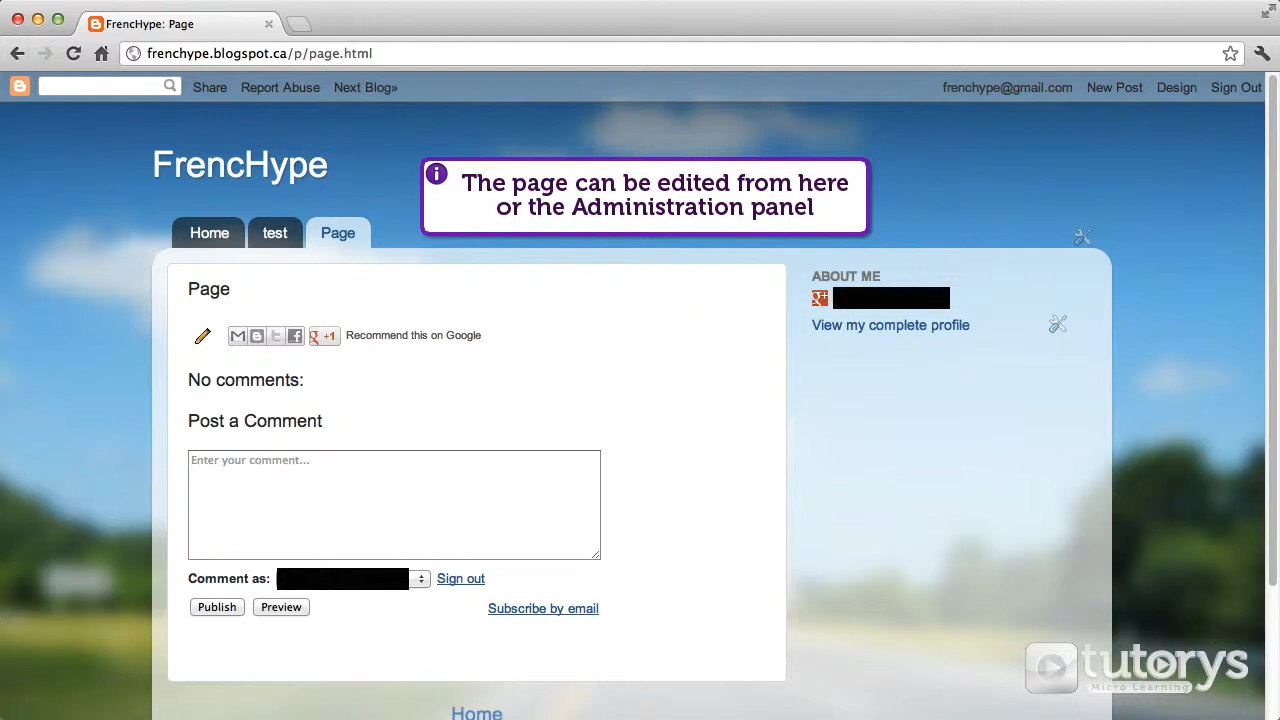 FrencHype: Page
frenchype.blogspot.ca/p/page.html
Share Report Abuse Next Blog» frenchype@gmail.com New Post Design Sign Out
FrencHype
The page can be edited from here
or the Administration panel
Home test Page
Page
ABOUT ME
View my complete profile
g +1 Recommend this on Google
No comments:
Post a Comment
Enter your comment...
Comment as: Sign out
Publish Preview Subscribe by email
tutorys
Micro Learning
Home